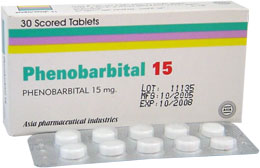 30 Scored Tablets
Phenobarbital 15
PHENOBARBITAL 15 mg.
LOT: 11135
MFG: 10/2005
EXP: 10/2008
Asia pharmaceutical industries